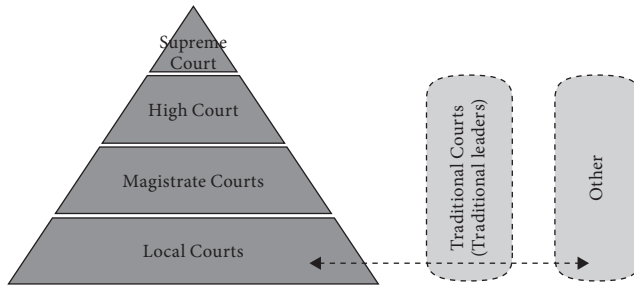 Supreme
Court
High Court
Magistrate Courts
Local Courts
Traditional Courts
(Traditional leaders)
Other